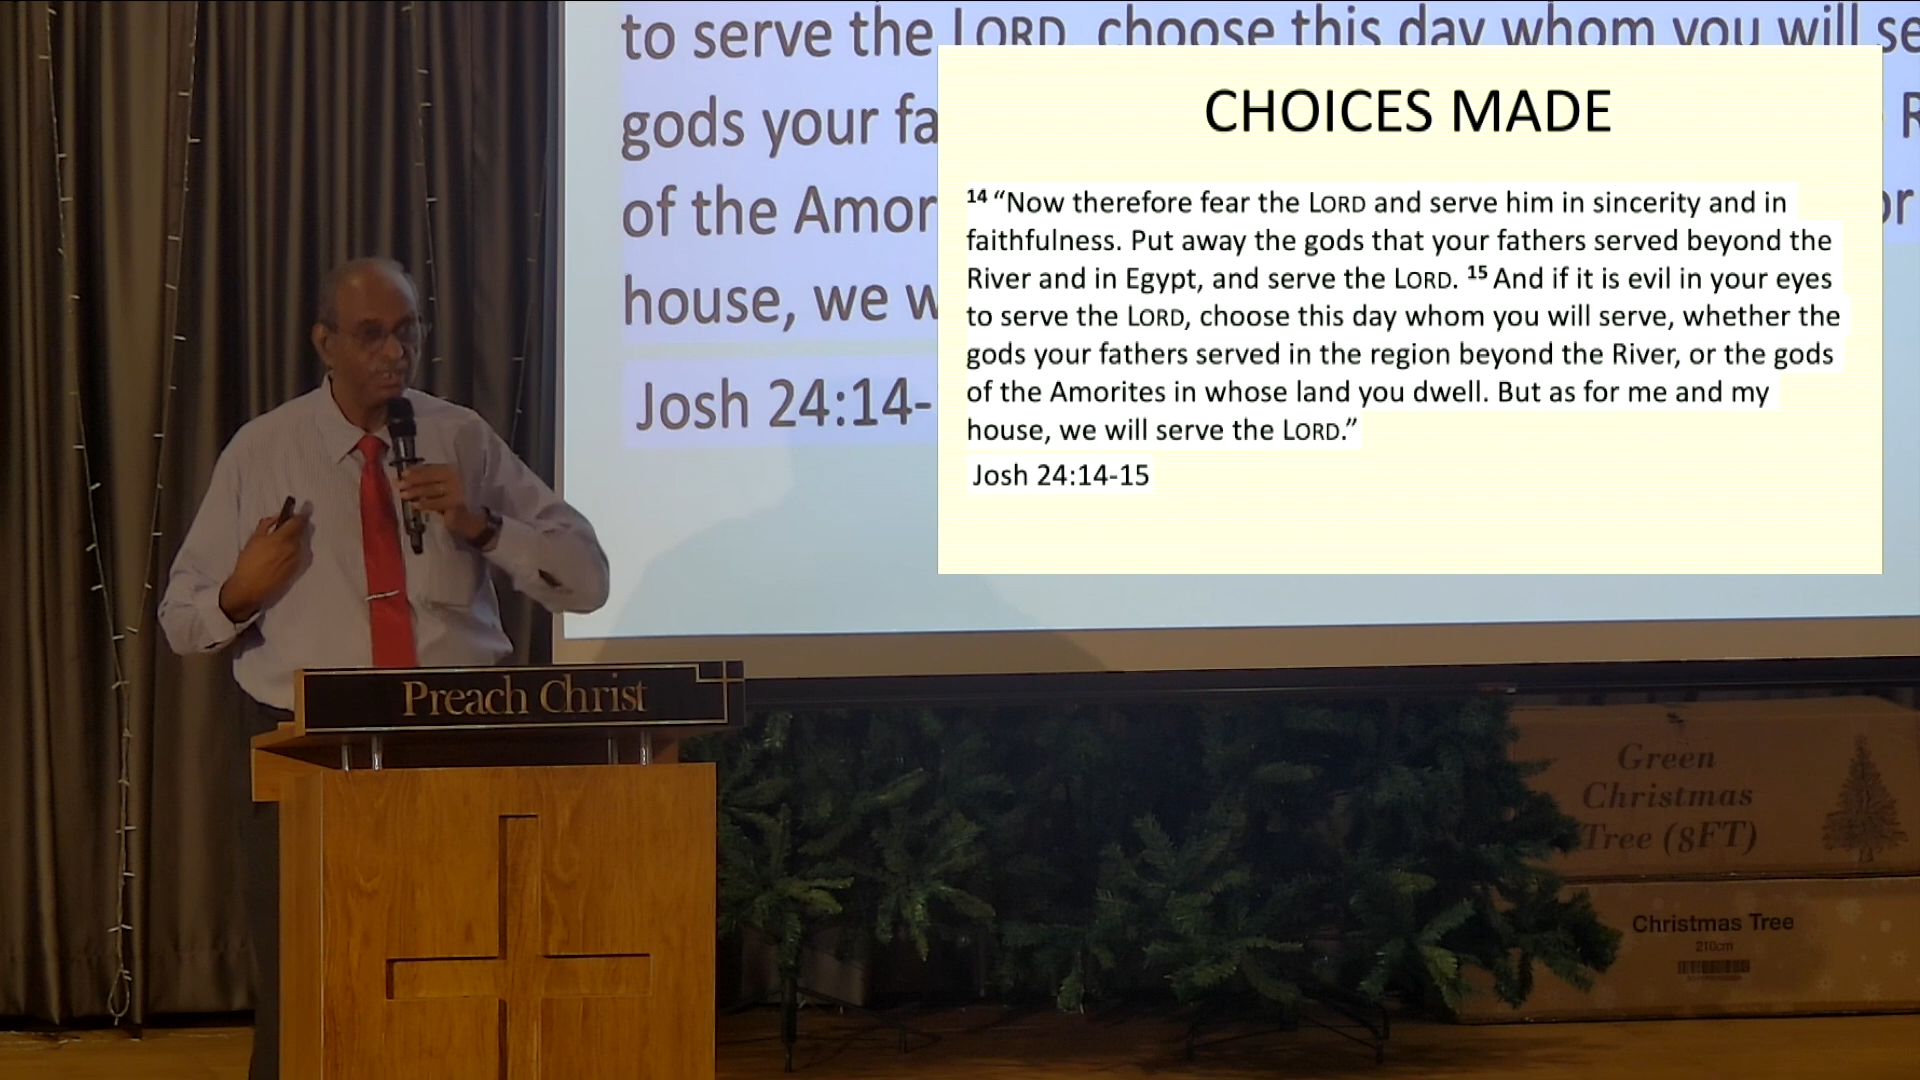 to serve the LORD, choose this day whom you will se
gods your fa
of the Amor
house, we w
Josh 24:14-
CHOICES MADE
14 “Now therefore fear the LORD and serve him in sincerity and in
faithfulness. Put away the gods that your fathers served beyond the
River and in Egypt, and serve the LORD. 15 And if it is evil in your eyes
to serve the LORD, choose this day whom you will serve, whether the
gods your fathers served in the region beyond the River, or the gods
of the Amorites in whose land you dwell. But as for me and my
house, we will serve the LORD.”
Josh 24:14-15
Preach Christ
Green
Christmas
Tree (8FT)
Christmas Tree
210cm